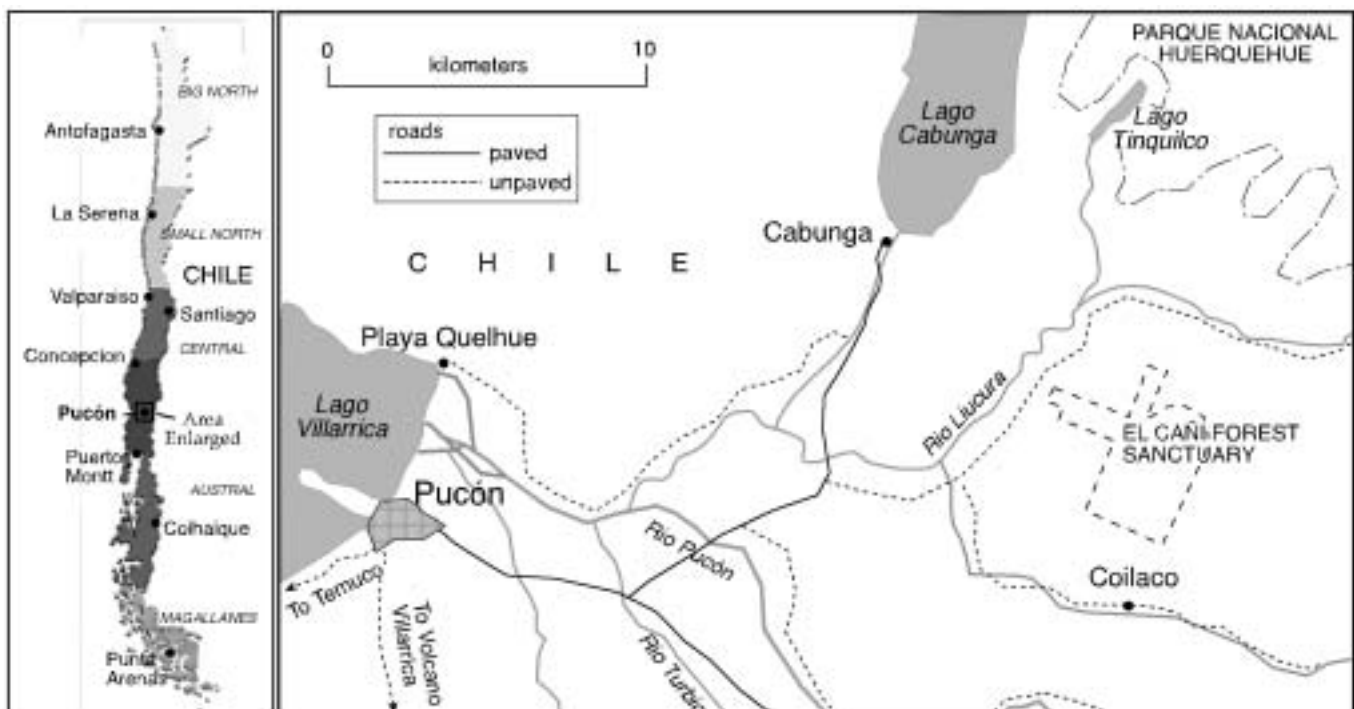 BIG NORTH
Antofagasta
La Serena
SMALL NORTH
CHILE
Valparaiso
Santiago
CENTRAL
Concepcion
Pucón
Area
Enlarged
Puerto
Montt
AUSTRAL
Coihaique
MAGALLANES
Punta
Arenas
0
10
kilometers
roads
paved
unpaved
PARQUE NACIONAL
HUERQUEHUE
Lago
Cabunga
Lago
Tinquilco
Cabunga
C H I L E
Playa Quelhue
Lago
Villarrica
Rio Liucura
EL CAÑI FOREST
SANCTUARY
Pucón
Rio Pucón
Coilaco
To Temuco
To Volcano
Villarrica
Rio Turbio